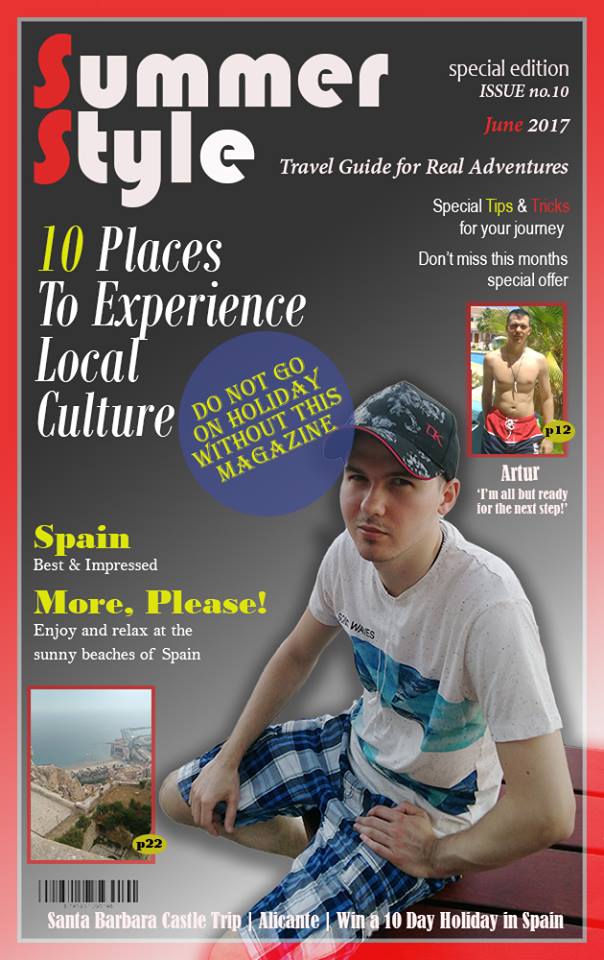 Summer
Style
special edition
ISSUE no.10
June 2017
Travel Guide for Real Adventures
Special Tips & Tricks
for your journey
Don't miss this months
special offer
10 Places
To Experience
Local
Culture
DO NOT GO
ON HOLIDAY
WITHOUT THIS
MAGAZINE
DK
p12
Artur
'I'm all but ready
for the next step!'
Spain
Best & Impressed
More, Please!
Enjoy and relax at the
sunny beaches of Spain
WAVES
p22
Santa Barbara Castle Trip | Alicante | Win a 10 Day Holiday in Spain